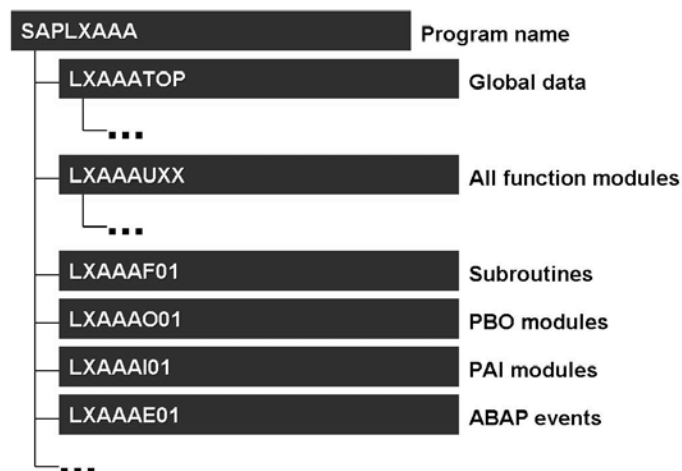 SAPLXAAA Program name
LXAAATOP Global data
...
LXAAAUXX All function modules
...
LXAAAF01 Subroutines
LXAAAO01 PBO modules
LXAAAI01 PAI modules
LXAAAE01 ABAP events
...